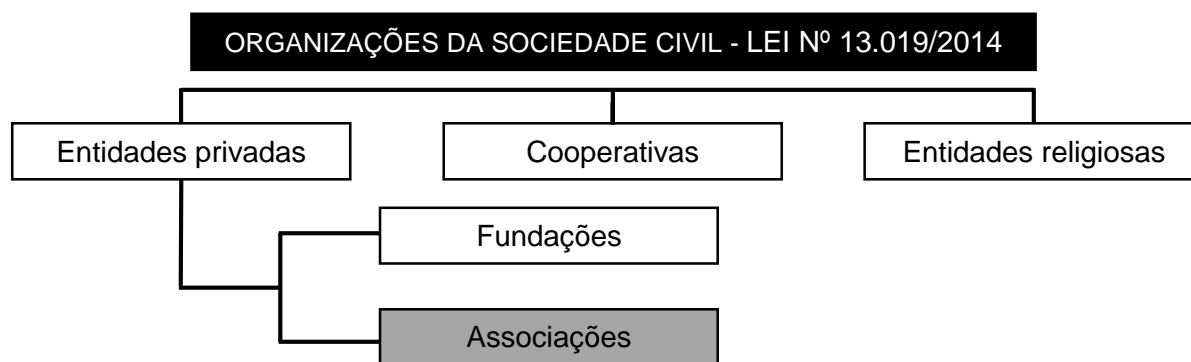 ORGANIZAÇÕES DA SOCIEDADE CIVIL - LEI Nº 13.019/2014
Entidades privadas
Cooperativas
Entidades religiosas
Fundações
Associações